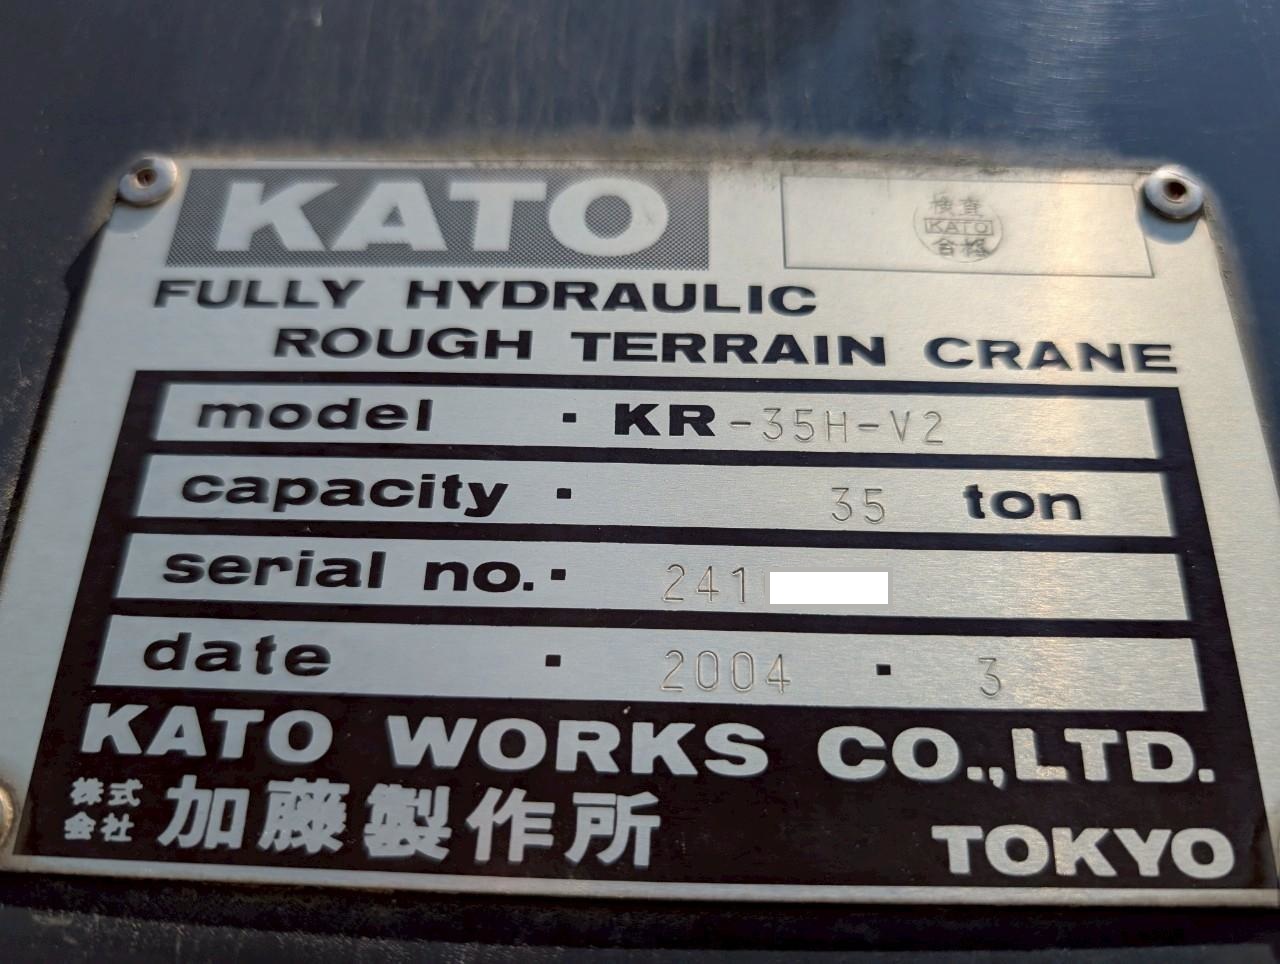 KATO
検査
KATO
合格
FULLY HYDRAULIC
ROUGH TERRAIN CRANE
model · KR-35H-V2
capacity · 35 ton
serial no. · 241
date · 2004 · 3
KATO WORKS CO.,LTD.
株式会社 加藤製作所
TOKYO